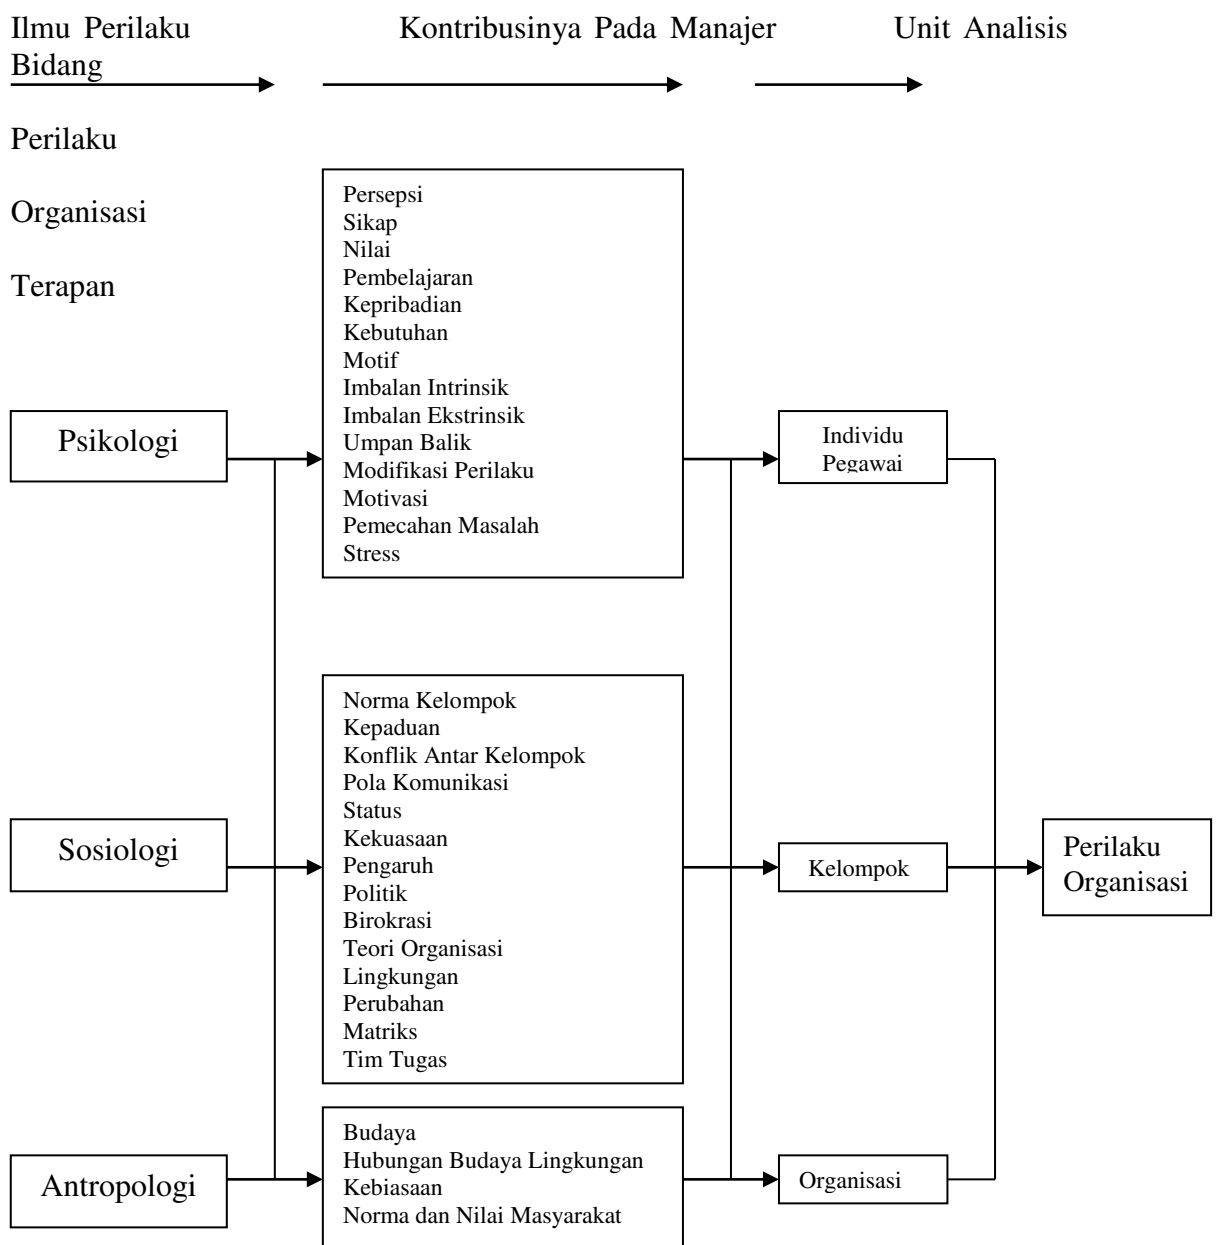 Ilmu Perilaku Kontribusinya Pada Manajer Unit Analisis
Bidang
Perilaku
Organisasi
Terapan
Psikologi
Persepsi
Sikap
Nilai
Pembelajaran
Kepribadian
Kebutuhan
Motif
Imbalan Intrinsik
Imbalan Ekstrinsik
Umpan Balik
Modifikasi Perilaku
Motivasi
Pemecahan Masalah
Stress
Individu
Pegawai
Sosiologi
Norma Kelompok
Kepaduan
Konflik Antar Kelompok
Pola Komunikasi
Status
Kekuasaan
Pengaruh
Politik
Birokrasi
Teori Organisasi
Lingkungan
Perubahan
Matriks
Tim Tugas
Kelompok
Perilaku
Organisasi
Antropologi
Budaya
Hubungan Budaya Lingkungan
Kebiasaan
Norma dan Nilai Masyarakat
Organisasi